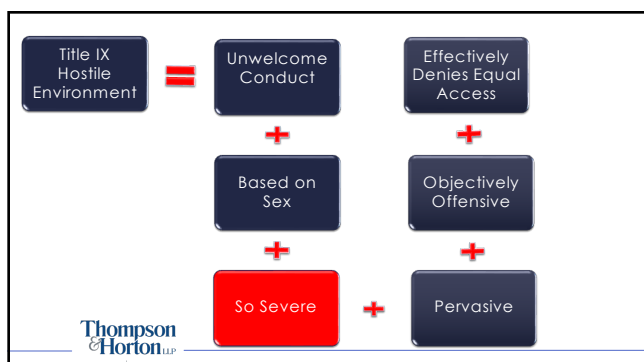 Title IX
Hostile
Environment
=
Unwelcome
Conduct
+
Based on
Sex
+
So Severe
+
Pervasive
+
Objectively
Offensive
+
Effectively
Denies Equal
Access
Thompson
& Horton LLP